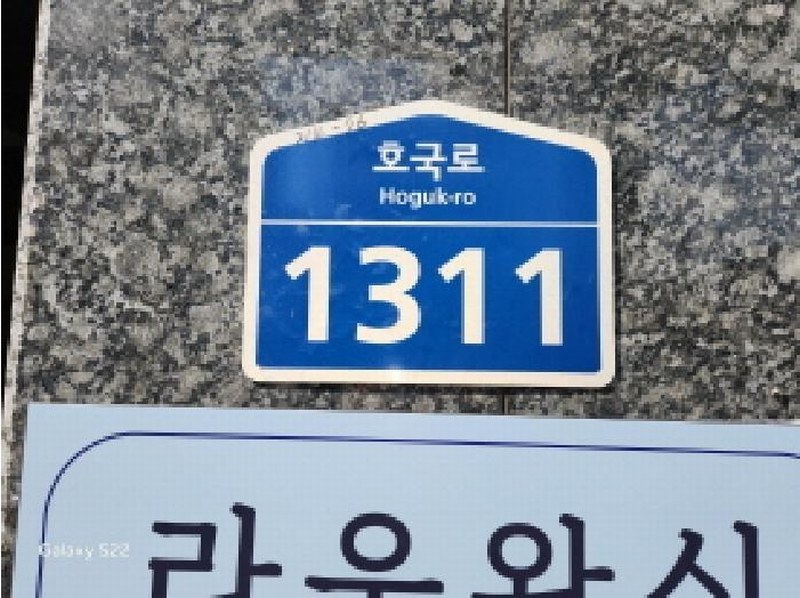 호국로
Hoguk-ro
1311
Galaxy S22